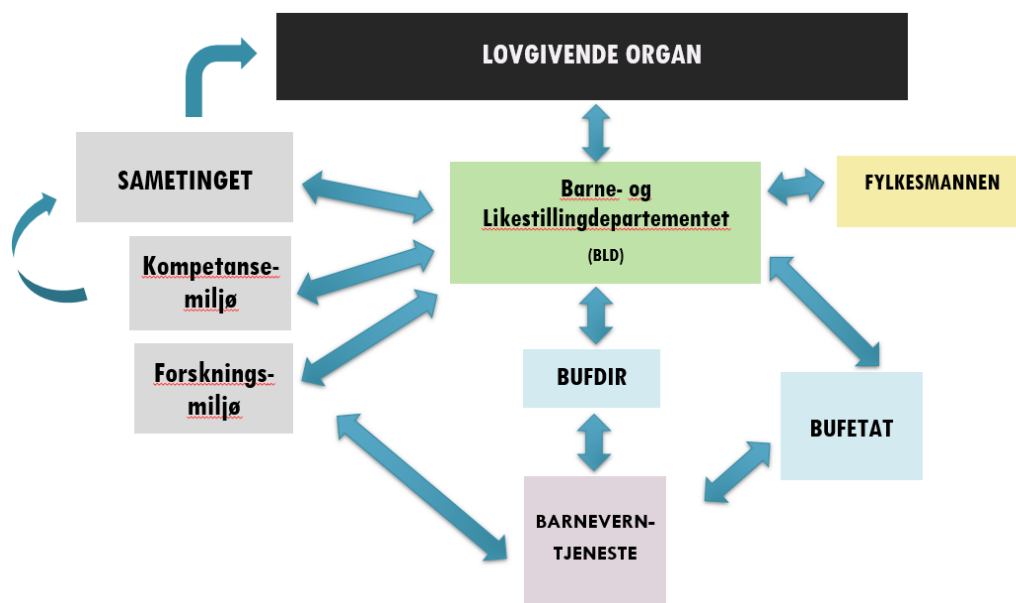 LOVGIVENDE ORGAN
SAMETINGET
Barne- og
Likestillingdepartementet
(BLD)
FYLKESMANNEN
Kompetanse-
miljø
Forsknings-
miljø
BUFDIR
BUFETAT
BARNEVERN-
TJENESTE